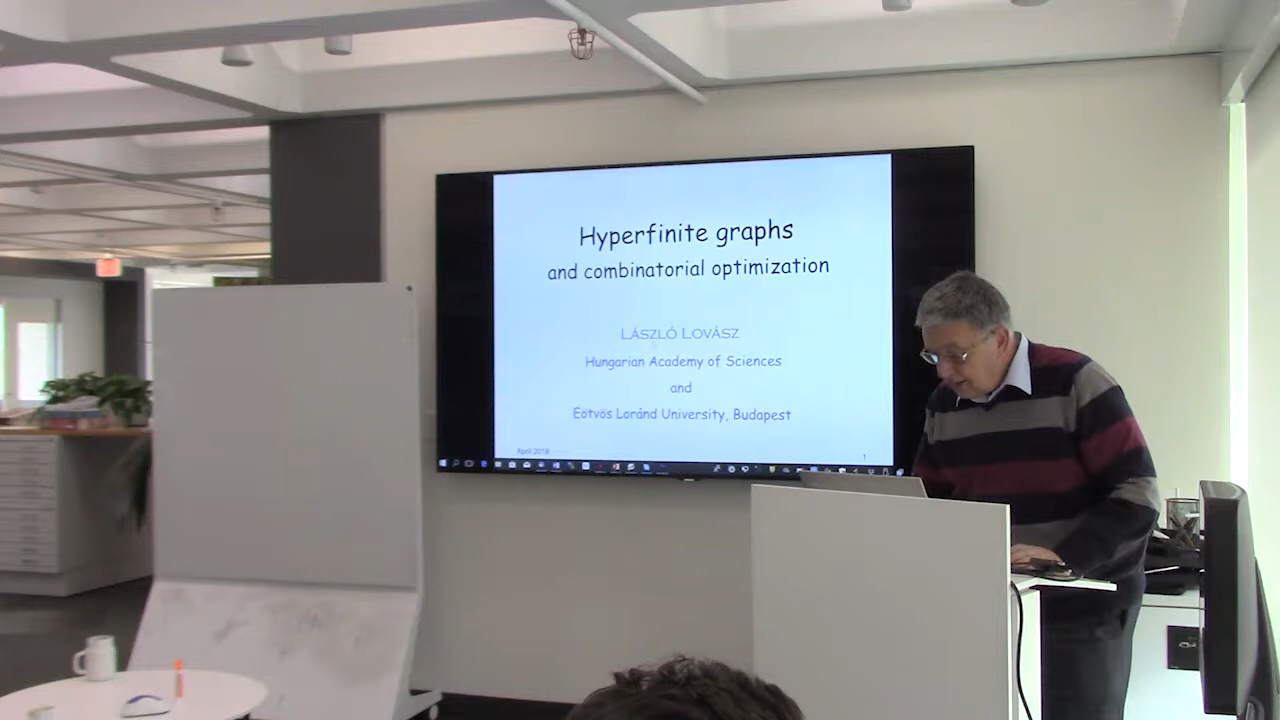 Hyperfinite graphs
and combinatorial optimization
LÁSZLÓ LOVÁSZ
Hungarian Academy of Sciences
and
Eötvös Loránd University, Budapest
April 2018
1